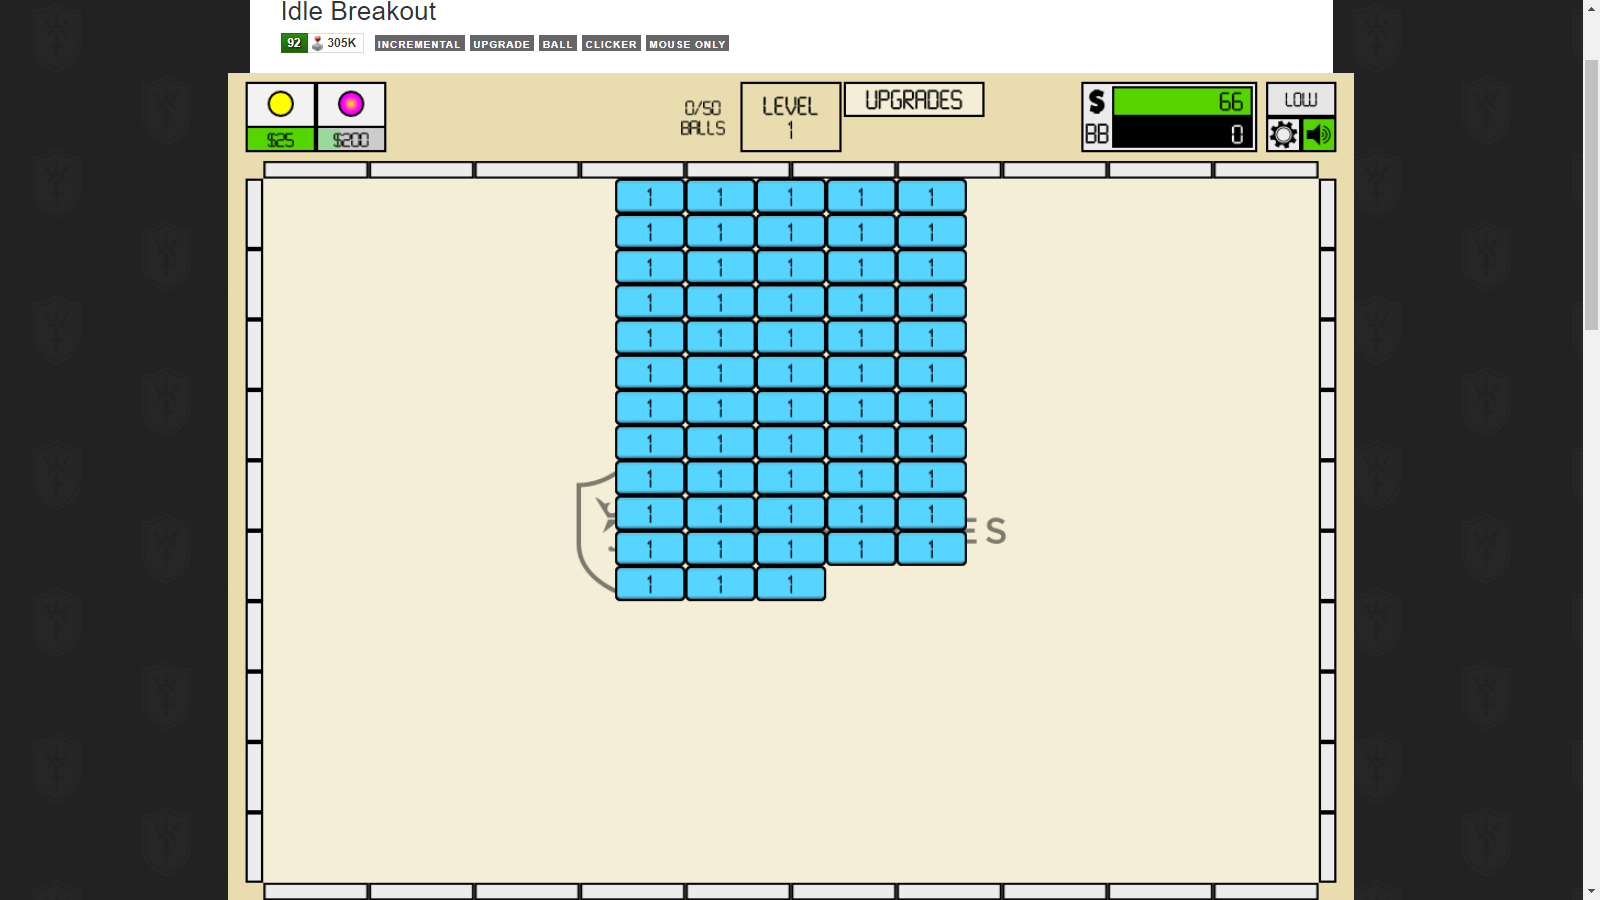 Idle Breakout
92 305K INCREMENTAL UPGRADE BALL CLICKER MOUSE ONLY
$25 $200
0/50 BALLS
LEVEL 1
UPGRADES
$ 66
BB 0
LOW
1 1 1 1 1
1 1 1 1 1
1 1 1 1 1
1 1 1 1 1
1 1 1 1 1
1 1 1 1 1
1 1 1 1 1
1 1 1 1 1
1 1 1 1 1
1 1 1 1 1
1 1 1 1 1
1 1 1